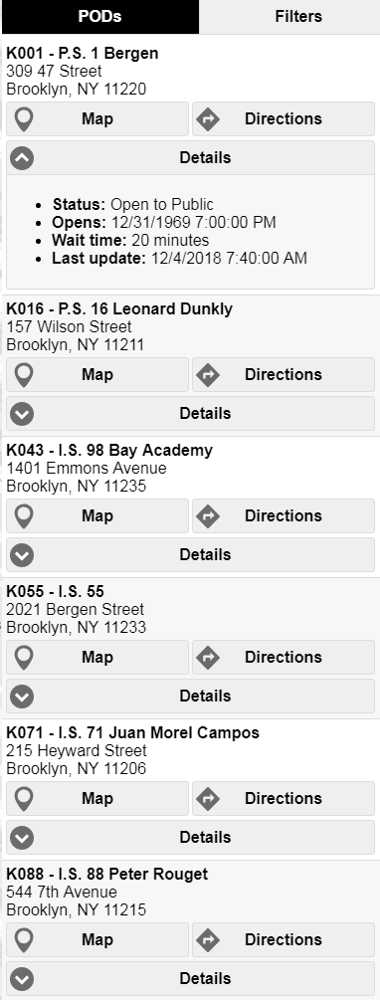 PODs Filters
K001 - P.S. 1 Bergen
309 47 Street
Brooklyn, NY 11220
Map Directions
Details
Status: Open to Public
Opens: 12/31/1969 7:00:00 PM
Wait time: 20 minutes
Last update: 12/4/2018 7:40:00 AM
K016 - P.S. 16 Leonard Dunkly
157 Wilson Street
Brooklyn, NY 11211
Map Directions
Details
K043 - I.S. 98 Bay Academy
1401 Emmons Avenue
Brooklyn, NY 11235
Map Directions
Details
K055 - I.S. 55
2021 Bergen Street
Brooklyn, NY 11233
Map Directions
Details
K071 - I.S. 71 Juan Morel Campos
215 Heyward Street
Brooklyn, NY 11206
Map Directions
Details
K088 - I.S. 88 Peter Rouget
544 7th Avenue
Brooklyn, NY 11215
Map Directions
Details